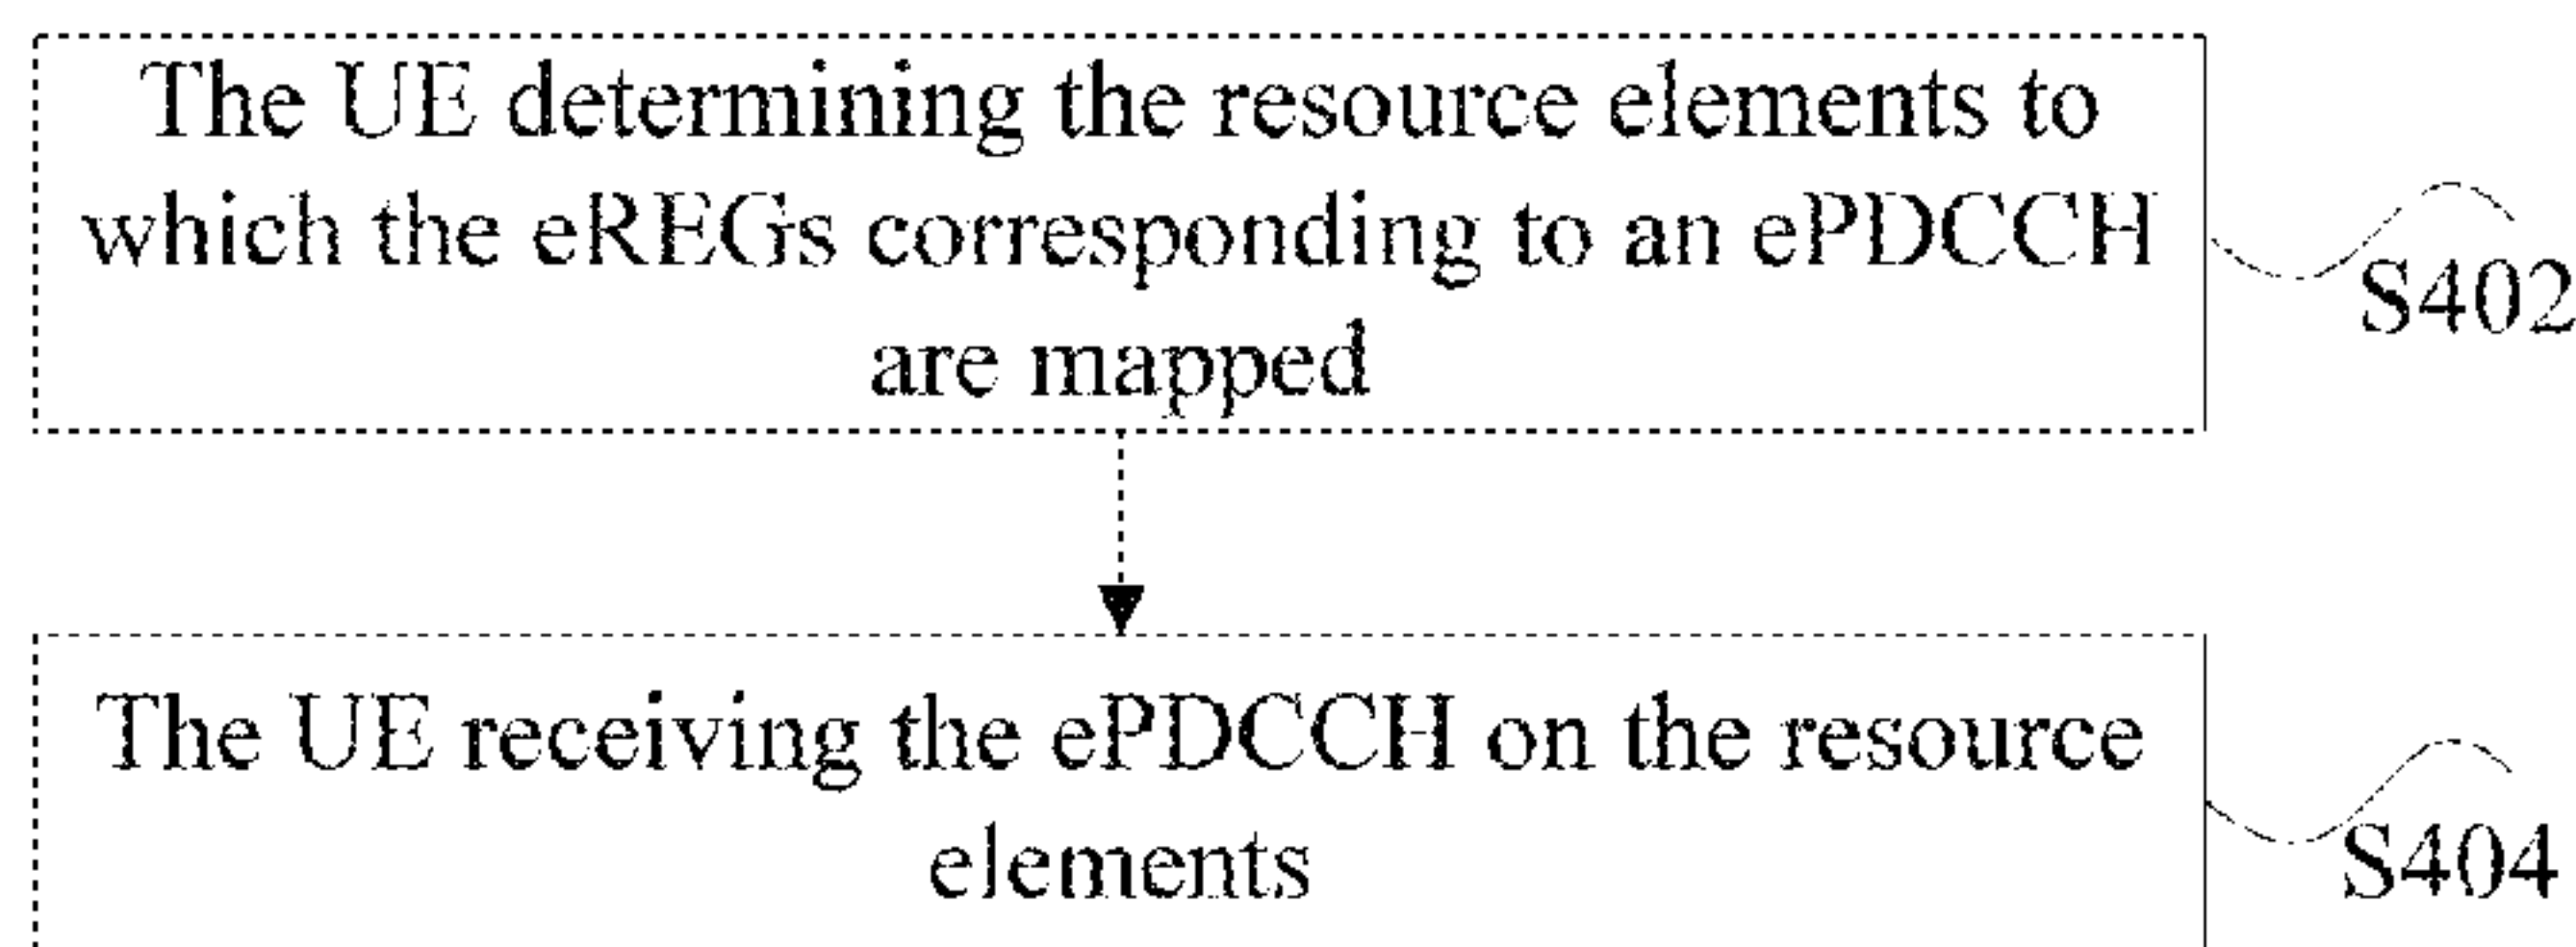 The UE determining the resource elements to
which the eREGs corresponding to an ePDCCH
are mapped
S402
The UE receiving the ePDCCH on the resource
elements
S404